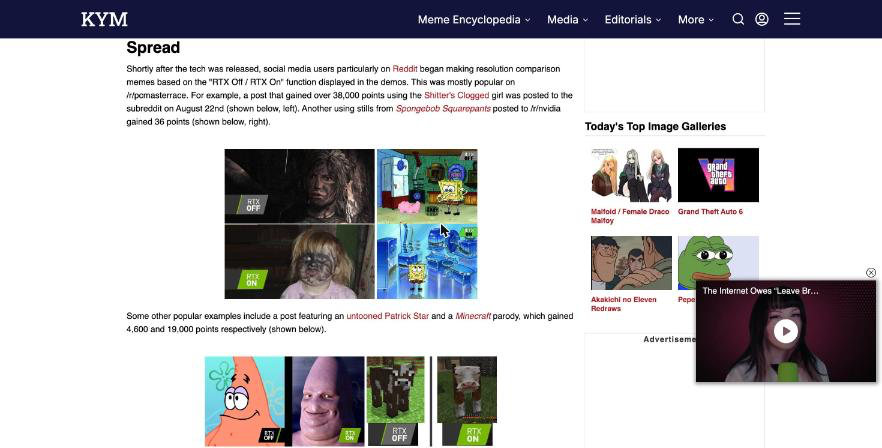 KYM
Meme Encyclopedia
Media
Editorials
More
Spread
Shortly after the tech was released, social media users particularly on Reddit began making resolution comparison
memes based on the "RTX Off / RTX On" function displayed in the demos. This was mostly popular on
/r/pcmasterrace. For example, a post that gained over 38,000 points using the Shitter's Clogged girl was posted to the
subreddit on August 22nd (shown below, left). Another using stills from Spongebob Squarepants posted to /r/nvidia
gained 36 points (shown below, right).
RTX
OFF
RTX
ON
Some other popular examples include a post featuring an untooned Patrick Star and a Minecraft parody, which gained
4,600 and 19,000 points respectively (shown below).
RTX
OFF
RTX
ON
RTX
OFF
RTX
ON
Today's Top Image Galleries
grand
theft
auto
VI
Malfoid / Female Draco
Malfoy
Grand Theft Auto 6
Akakichi no Eleven
Redraws
Pepe
The Internet Owes "Leave Br...
Advertiseme